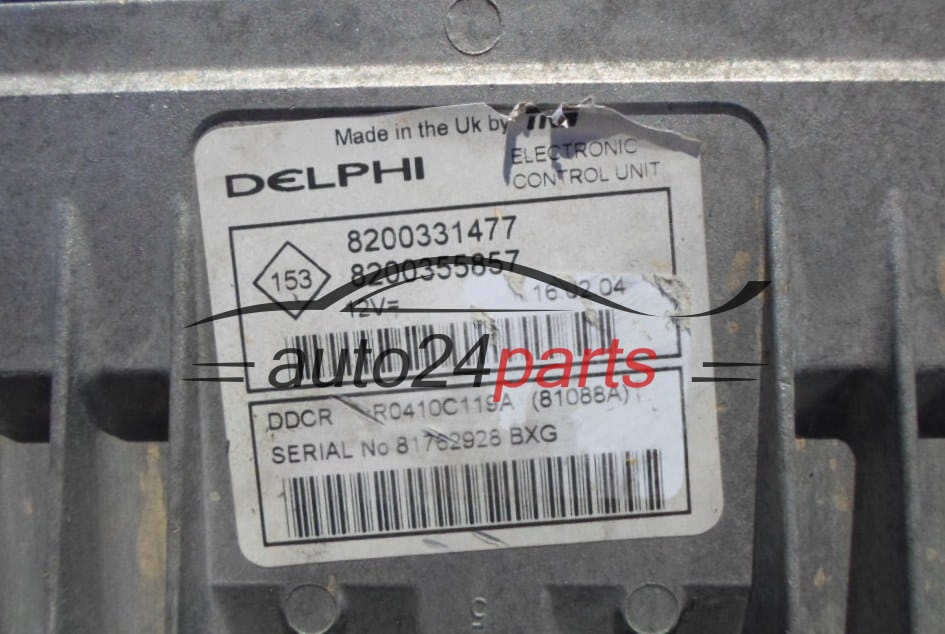 Made in the Uk by
DELPHI
ELECTRONIC
CONTROL UNIT
153
8200331477
8200355857
12V=
16.02.04
auto24parts
DDCR R0410C119A (81088A)
SERIAL No 81762928 BXG